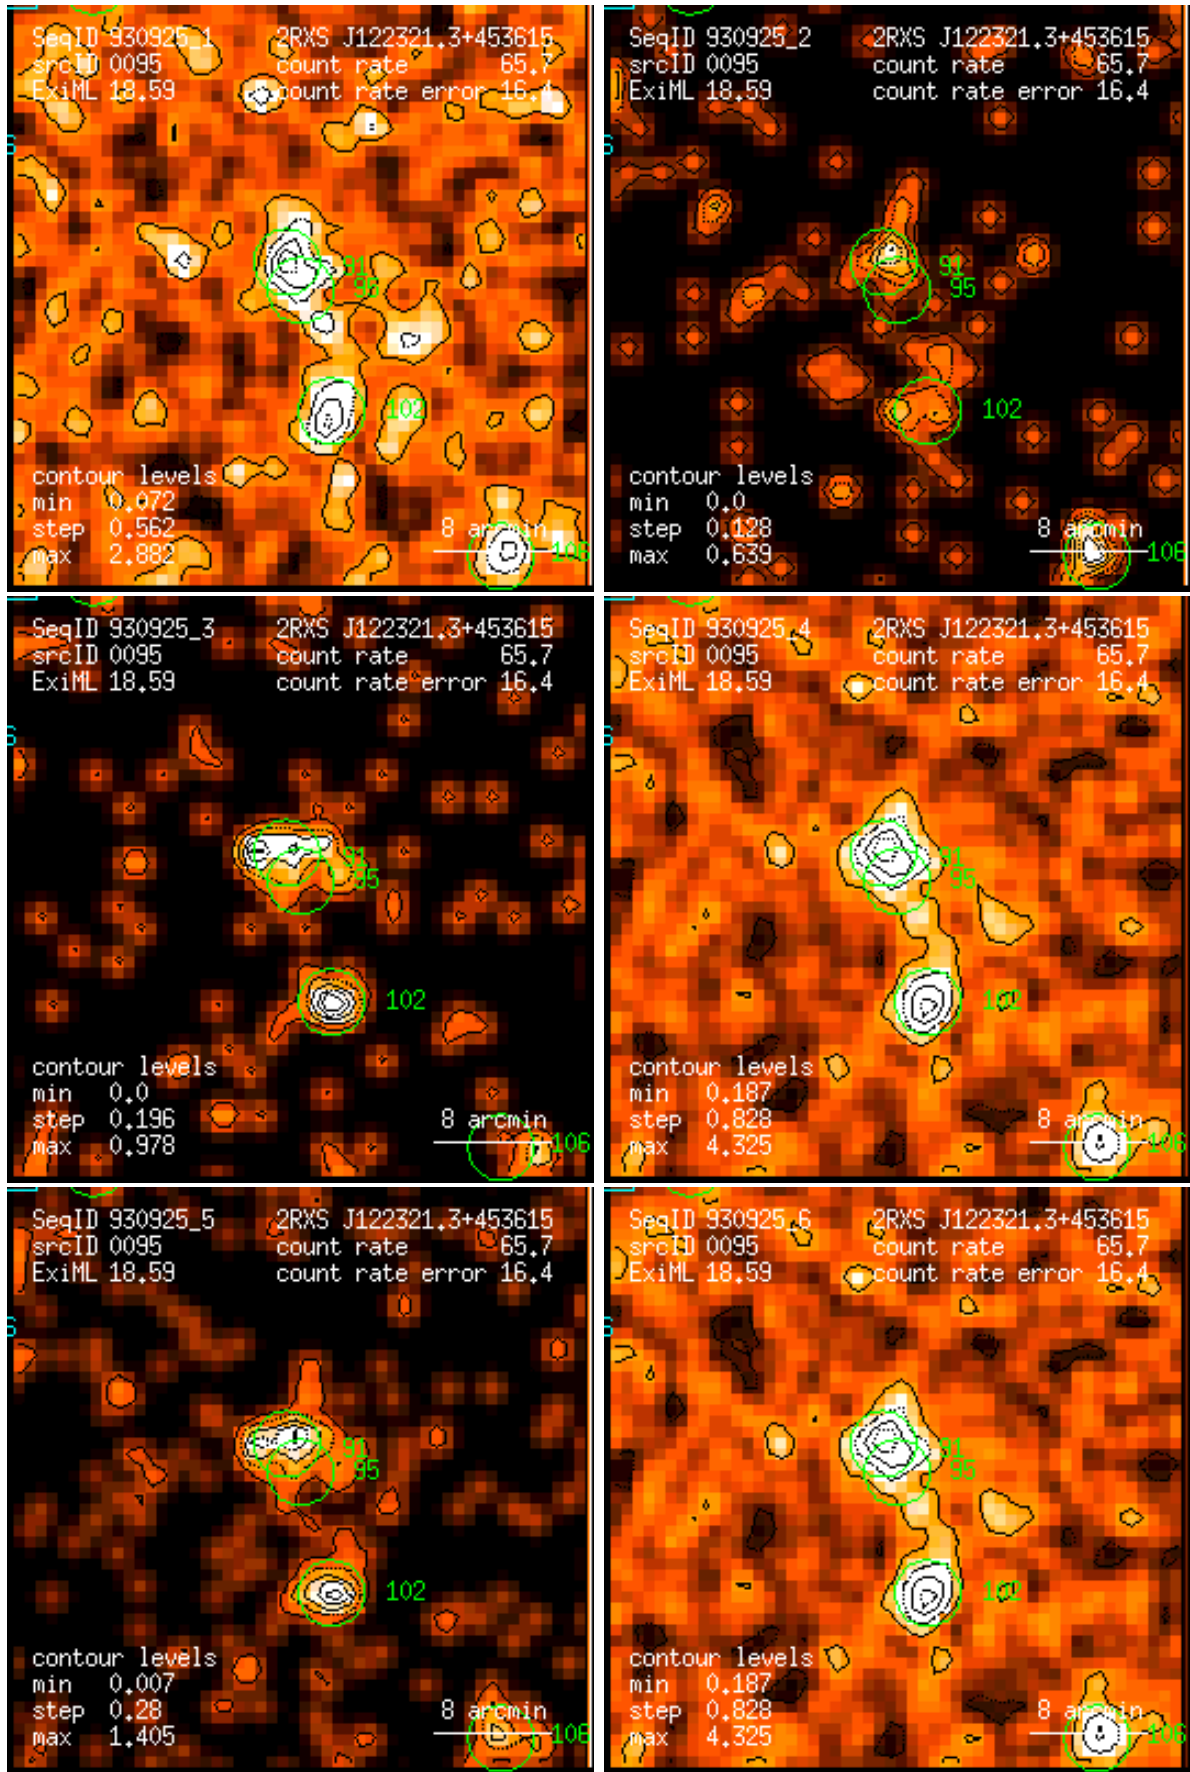 SeqID 930925_1 2RXS J122321.3+453615
srcID 0095 count rate 65.7
ExiML 18.59 count rate error 16.4
91
95
102
contour levels
min 0.072
step 0.562 8 arcmin
max 2.882 106
SeqID 930925_2 2RXS J122321.3+453615
srcID 0095 count rate 65.7
ExiML 18.59 count rate error 16.4
91
95
102
contour levels
min 0.0
step 0.128 8 arcmin
max 0.639 106
SeqID 930925_3 2RXS J122321.3+453615
srcID 0095 count rate 65.7
ExiML 18.59 count rate error 16.4
91
95
102
contour levels
min 0.0
step 0.196 8 arcmin
max 0.978 106
SeqID 930925_4 2RXS J122321.3+453615
srcID 0095 count rate 65.7
ExiML 18.59 count rate error 16.4
91
95
102
contour levels
min 0.187
step 0.828 8 arcmin
max 4.325 106
SeqID 930925_5 2RXS J122321.3+453615
srcID 0095 count rate 65.7
ExiML 18.59 count rate error 16.4
91
95
102
contour levels
min 0.007
step 0.28 8 arcmin
max 1.405 106
SeqID 930925_6 2RXS J122321.3+453615
srcID 0095 count rate 65.7
ExiML 18.59 count rate error 16.4
91
95
102
contour levels
min 0.187
step 0.828 8 arcmin
max 4.325 106